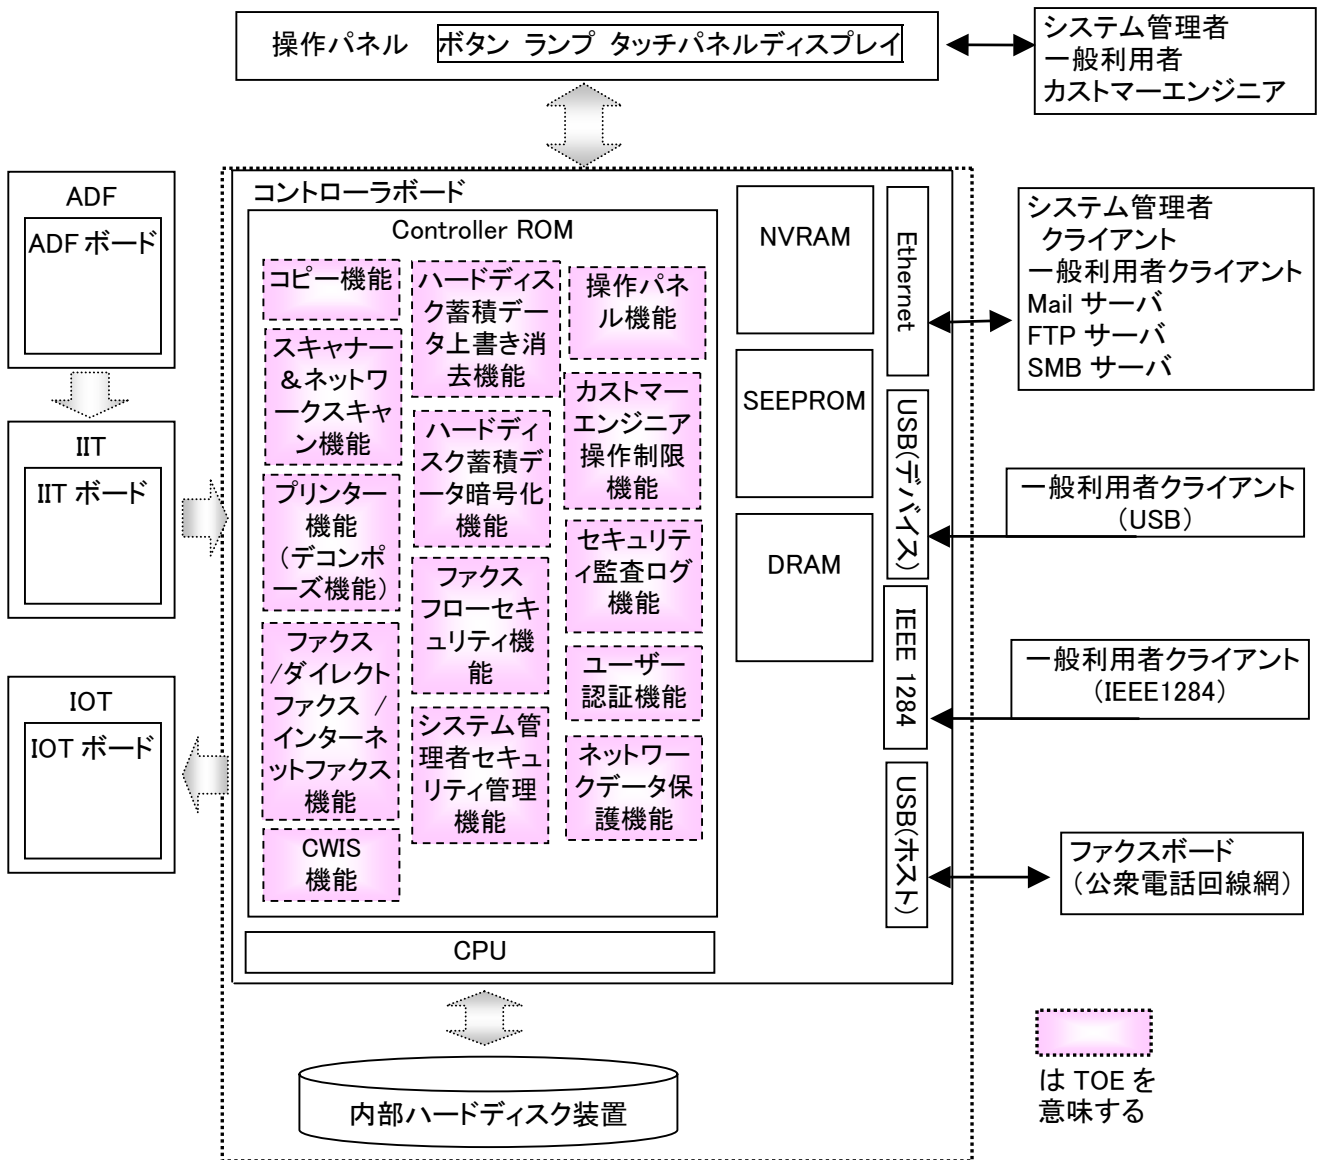 操作パネル ボタン ランプ タッチパネルディスプレイ
システム管理者
一般利用者
カストマーエンジニア
ADF
ADF ボード
IIT
IIT ボード
IOT
IOT ボード
コントローラボード
Controller ROM
コピー機能
スキャナー
&ネットワ
ークスキャ
ン機能
プリンター
機能
(デコンポ
ーズ機能)
ファクス
/ダイレクト
ファクス /
インターネ
ットファクス
機能
CWIS
機能
ハードディス
ク蓄積デー
タ上書き消
去機能
ハードディ
スク蓄積デ
ータ暗号化
機能
ファクス
フローセキ
ュリティ機
能
システム管
理者セキュ
リティ管理
機能
操作パネ
ル機能
カストマー
エンジニア
操作制限
機能
セキュリテ
ィ監査ログ
機能
ユーザー
認証機能
ネットワー
クデータ保
護機能
CPU
NVRAM
SEEPROM
DRAM
Ethernet
USB(デバイス)
IEEE 1284
USB(ホスト)
システム管理者
クライアント
一般利用者クライアント
Mail サーバ
FTP サーバ
SMB サーバ
一般利用者クライアント
(USB)
一般利用者クライアント
(IEEE1284)
ファクスボード
(公衆電話回線網)
内部ハードディスク装置
は TOE を
意味する